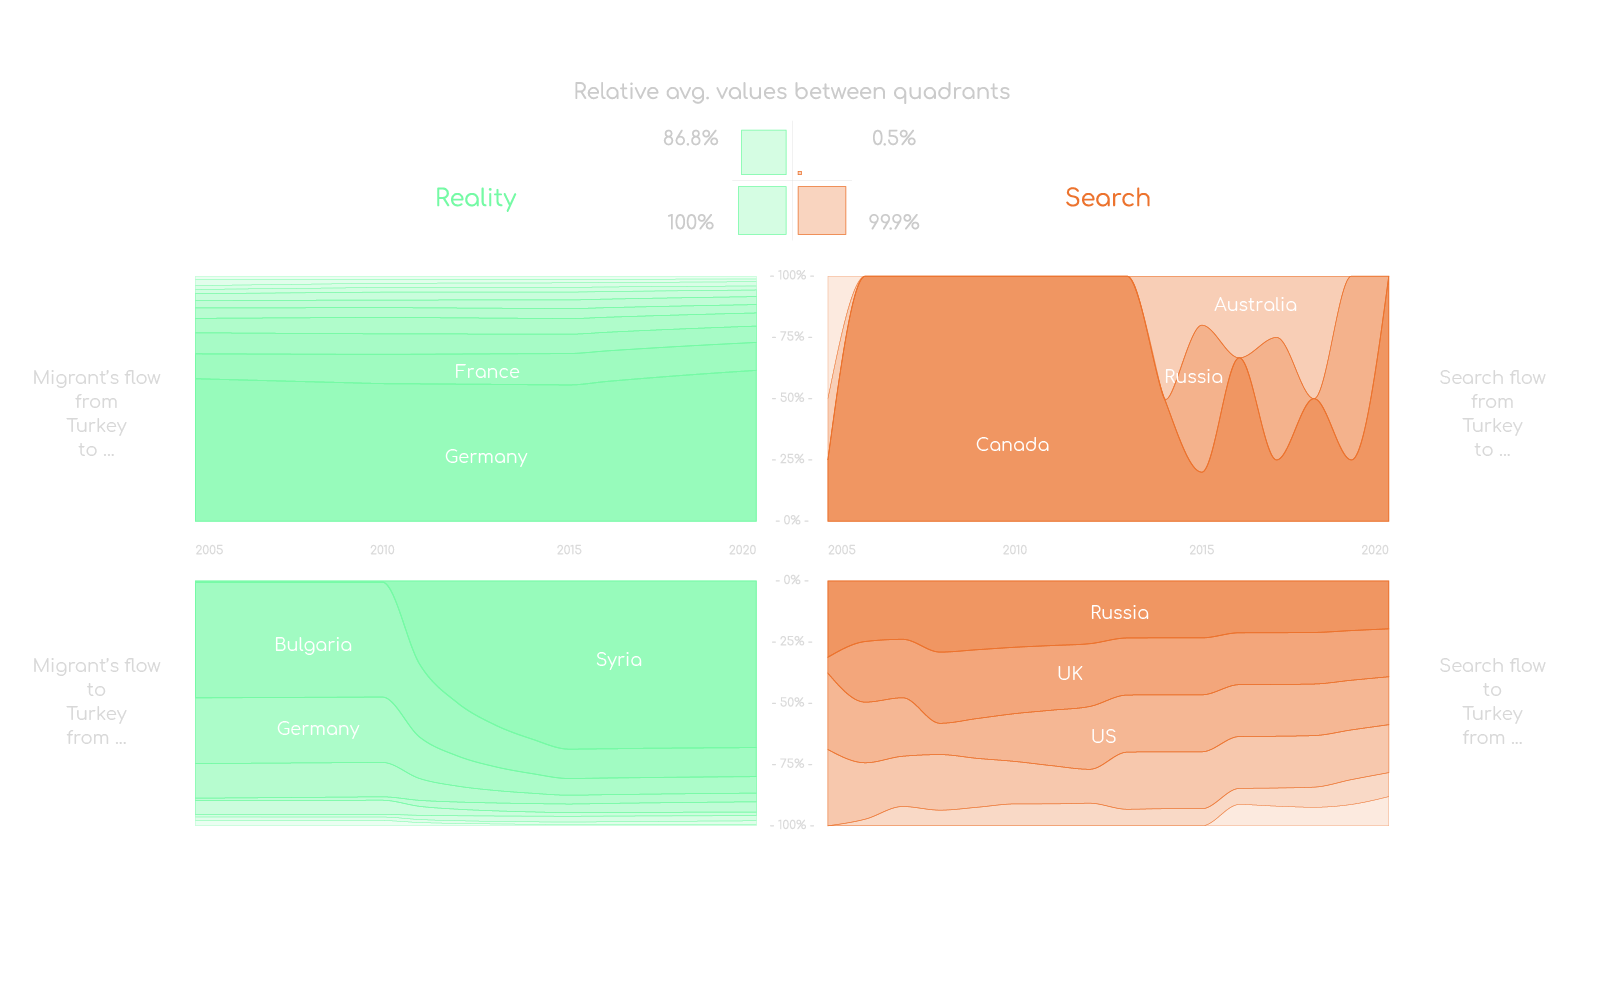 Relative avg. values between quadrants
86.8%
0.5%
Reality
Search
100%
99.9%
- 100% -
Australia
- 75% -
France
Russia
Migrant's flow
from
Turkey
to ...
- 50% -
Search flow
from
Turkey
to ...
Canada
Germany
- 25% -
- 0% -
2005
2010
2015
2020
2005
2010
2015
2020
- 0% -
Russia
Bulgaria
- 25% -
Syria
UK
Migrant's flow
to
Turkey
from ...
Search flow
to
Turkey
from ...
- 50% -
Germany
US
- 75% -
- 100% -